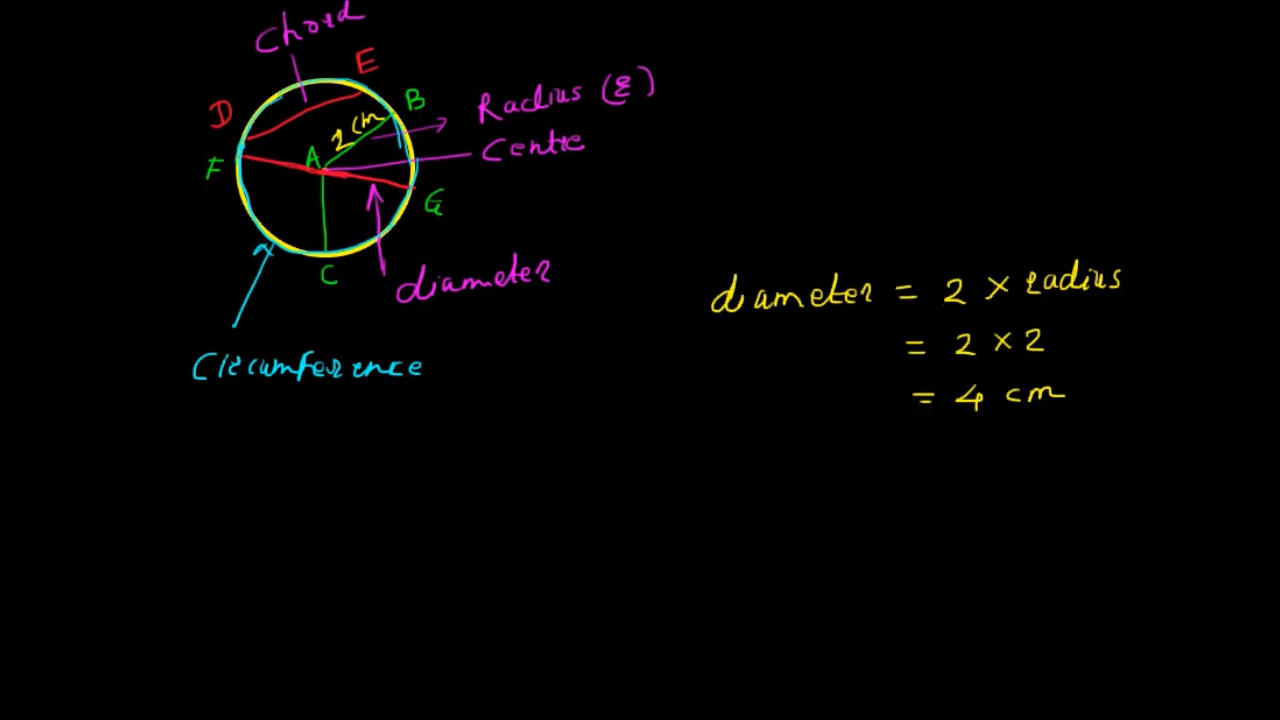 Chord
E
D
B
2 cm
Radius (r)
A
Centre
F
G
C
diameter
Circumference
diameter = 2 × radius
= 2 × 2
= 4 cm